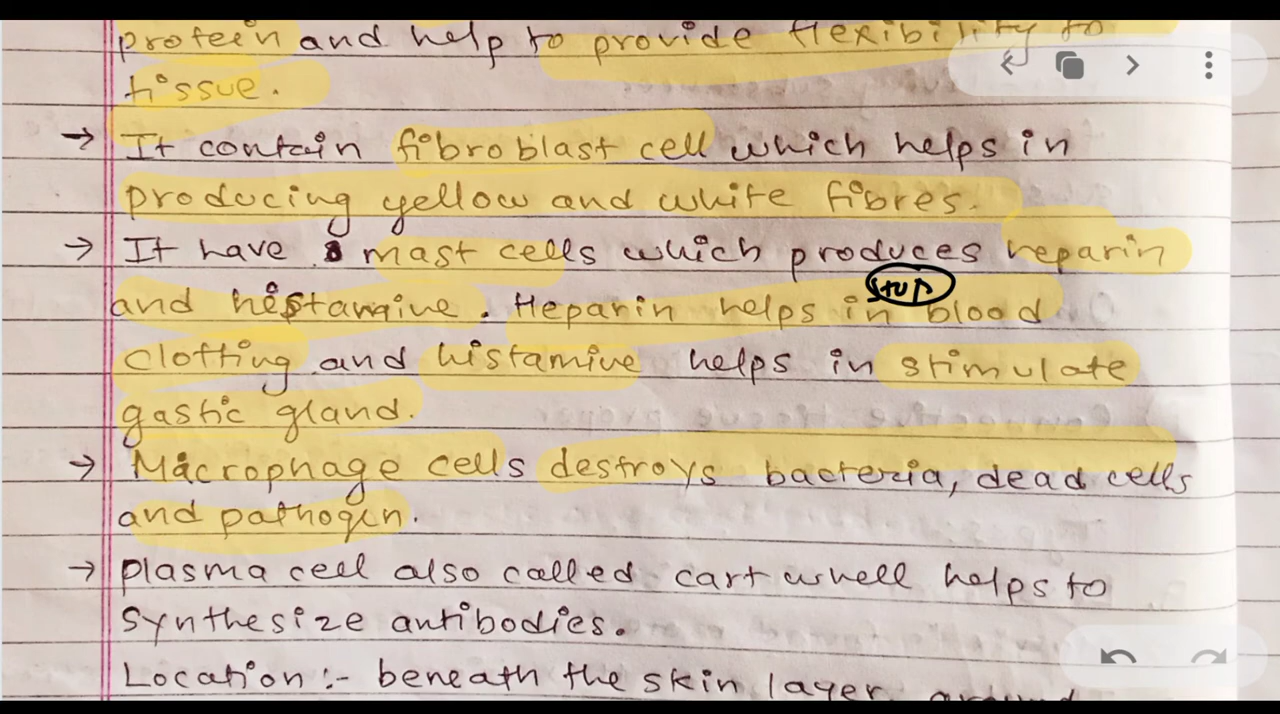 protein and help to provide flexibility to
tissue.
→ It contain fibroblast cell which helps in
producing yellow and white fibres.
→ It have mast cells which produces heparin
and histamine. Heparin helps in stop blood
clotting and histamine helps in stimulate
gastic gland.
→ Macrophage cells destroys bacteria, dead cells
and pathogen.
→ Plasma cell also called cart whell helps to
synthesize antibodies.
Location :- beneath the skin layer, around